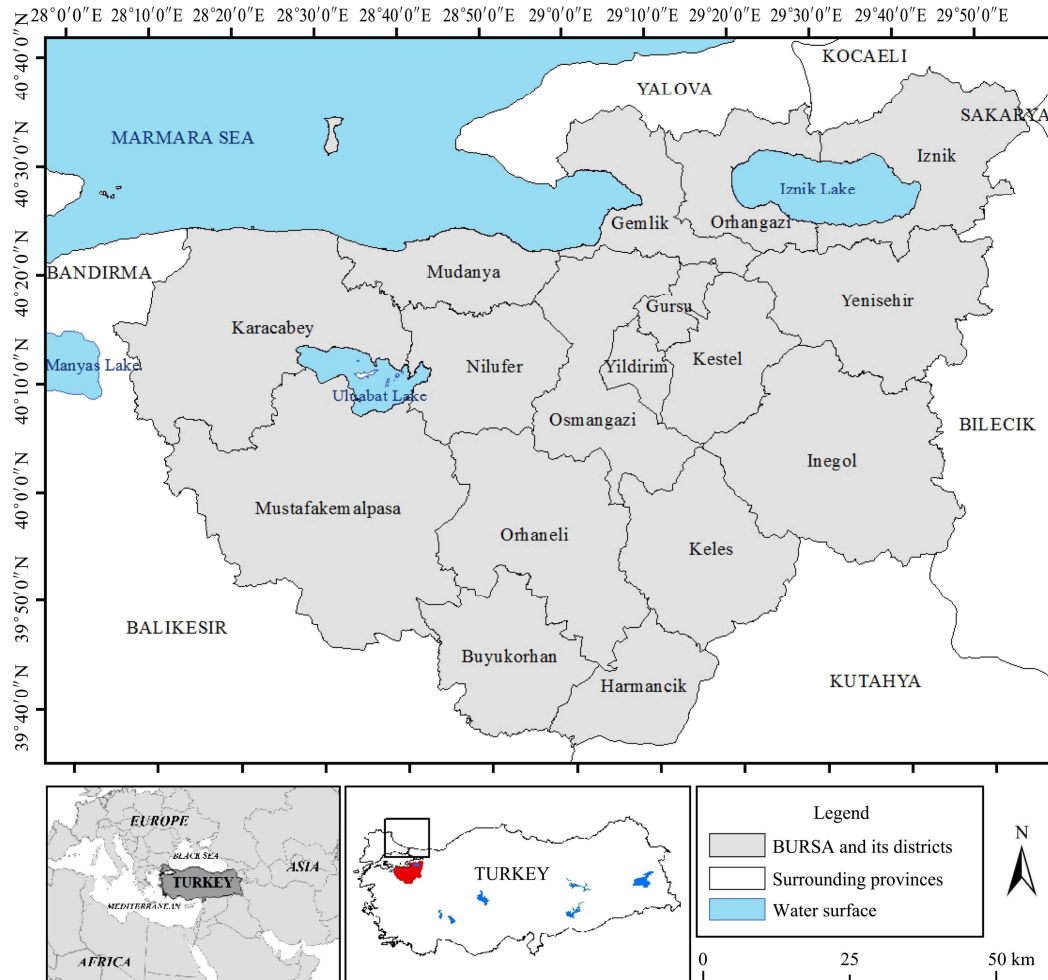 28°0'0"E 28°10'0"E 28°20'0"E 28°30'0"E 28°40'0"E 28°50'0"E 29°0'0"E 29°10'0"E 29°20'0"E 29°30'0"E 29°40'0"E 29°50'0"E
40°40'0"N
40°30'0"N
40°20'0"N
40°10'0"N
40°0'0"N
39°50'0"N
39°40'0"N
KOCAELI
YALOVA
SAKARYA
MARMARA SEA
Iznik
Iznik Lake
Gemlik
Orhangazi
BANDIRMA
Mudanya
Yenisehir
Gursu
Karacabey
Manyas Lake
Nilufer
Yildirim
Kestel
Uluabat Lake
Osmangazi
BILECIK
Inegol
Mustafakemalpasa
Orhaneli
Keles
BALIKESIR
Buyukorhan
Harmancik
KUTAHYA
EUROPE
BLACK SEA
ASIA
TURKEY
MEDITERRANEAN
AFRICA
TURKEY
Legend
BURSA and its districts
Surrounding provinces
Water surface
N
0 25 50 km